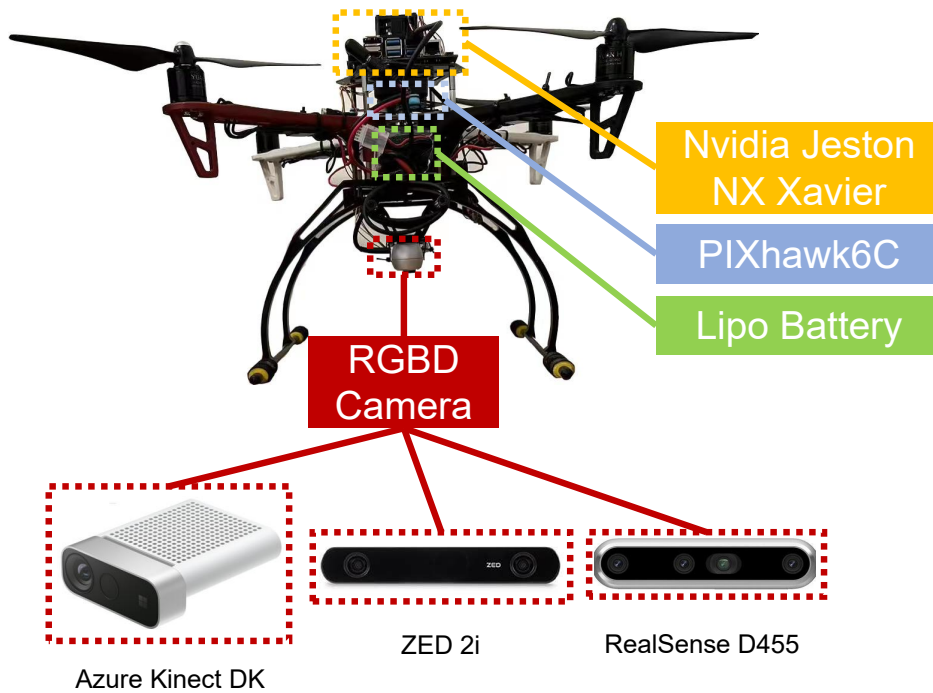 Nvidia Jeston
NX Xavier
PIXhawk6C
Lipo Battery
RGBD
Camera
ZED
ZED 2i
RealSense D455
Azure Kinect DK